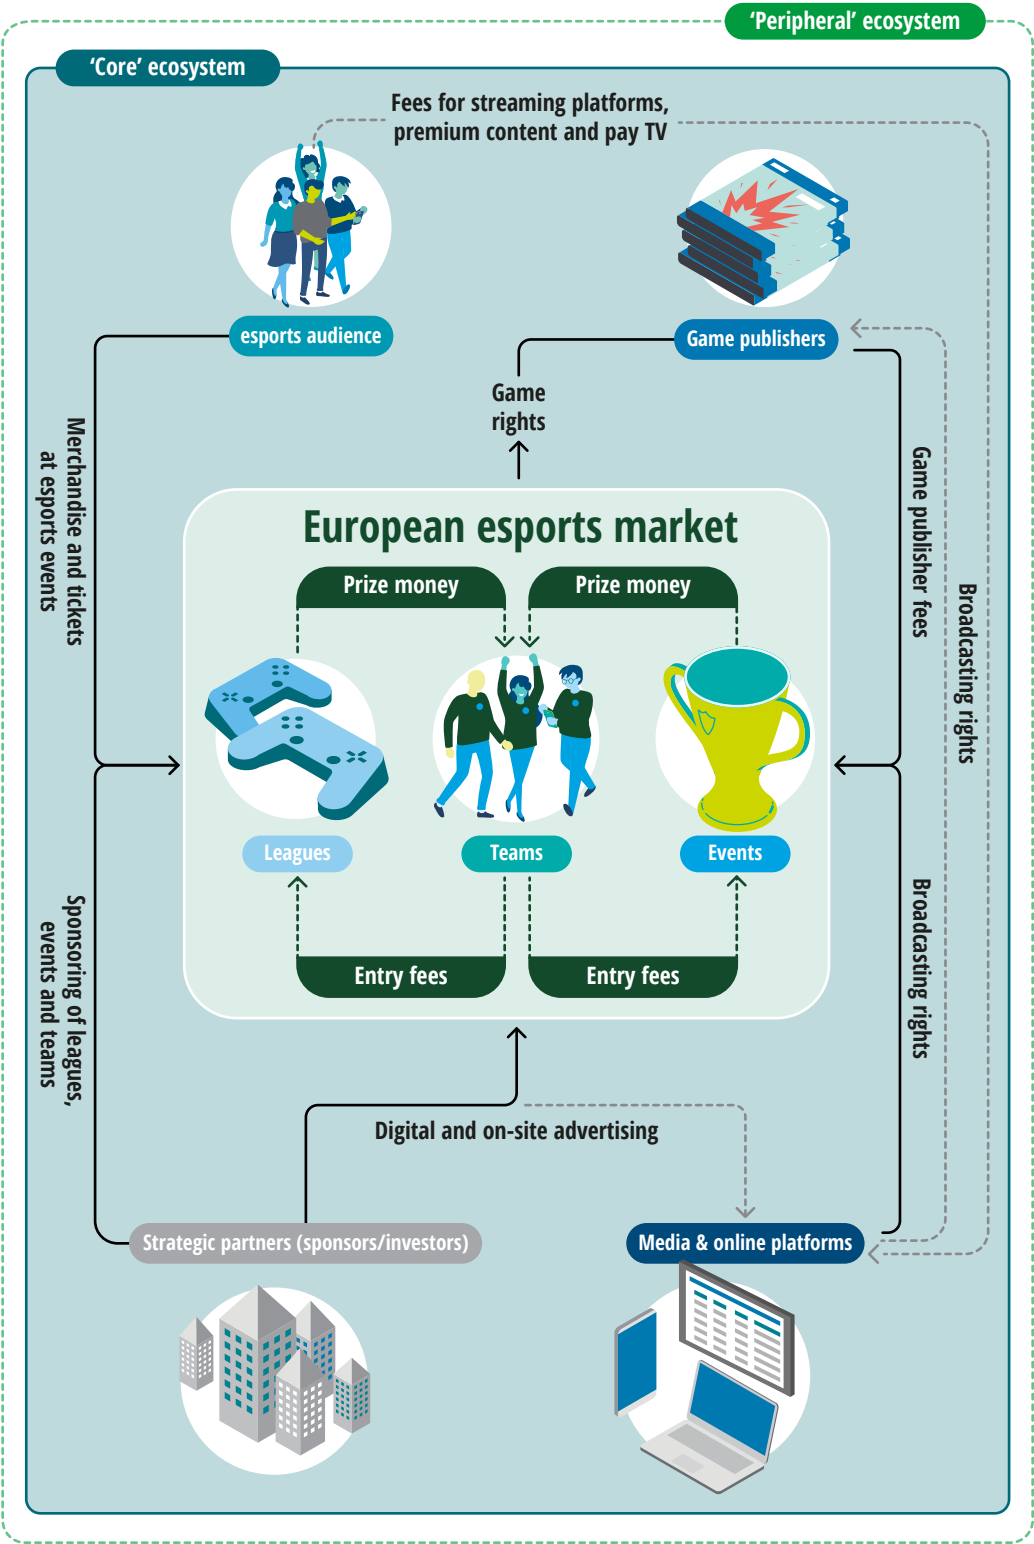 ‘Peripheral’ ecosystem
‘Core’ ecosystem
Fees for streaming platforms,
premium content and pay TV
esports audience
Game publishers
Game
rights
Merchandise and tickets
at esports events
Game publisher fees
Broadcasting rights
European esports market
Prize money
Prize money
Leagues
Teams
Events
Entry fees
Entry fees
Sponsoring of leagues,
events and teams
Broadcasting rights
Digital and on-site advertising
Strategic partners (sponsors/investors)
Media & online platforms